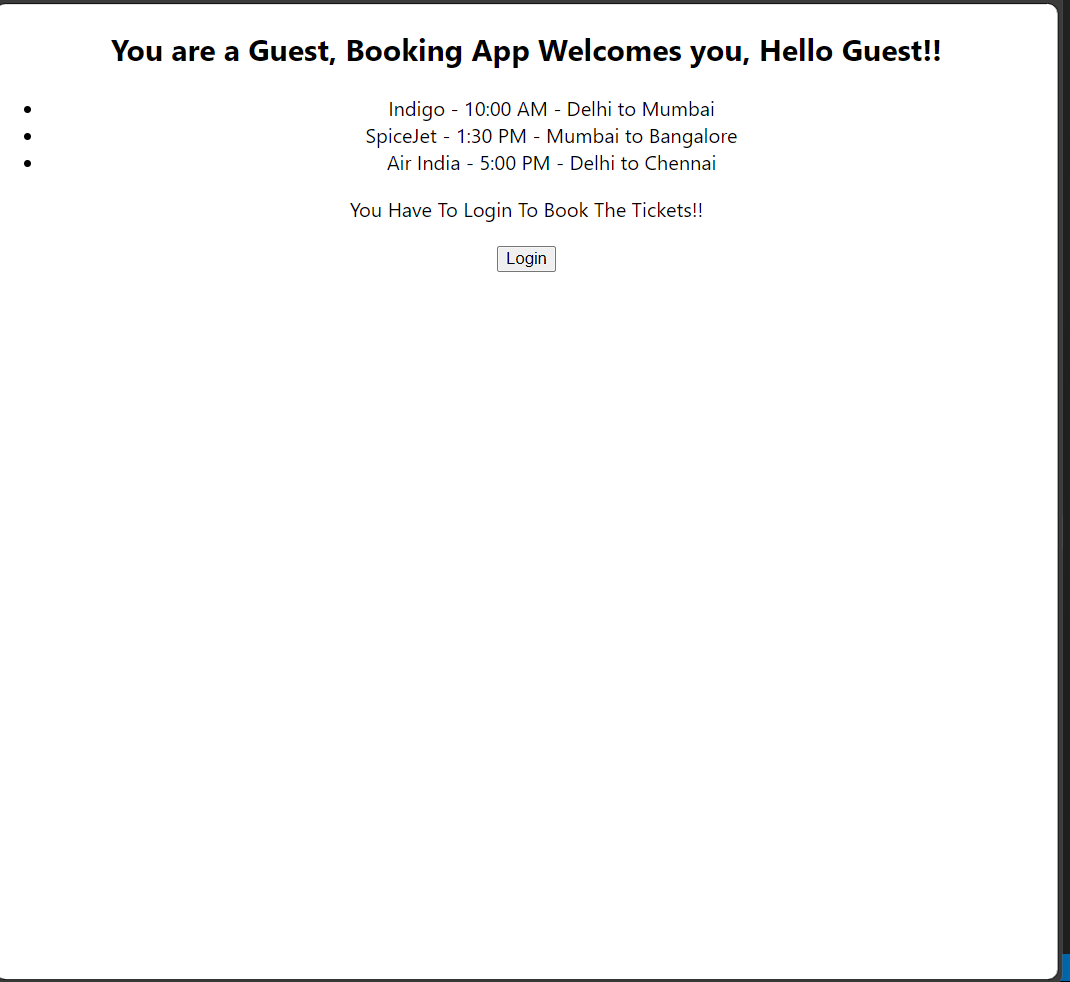 You are a Guest, Booking App Welcomes you, Hello Guest!!
Indigo - 10:00 AM - Delhi to Mumbai
SpiceJet - 1:30 PM - Mumbai to Bangalore
Air India - 5:00 PM - Delhi to Chennai
You Have To Login To Book The Tickets!!
Login